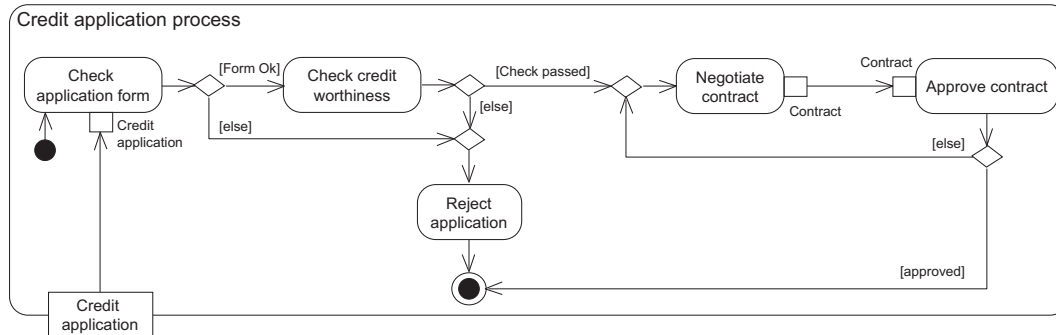 Credit application process
Check
application form
[Form Ok]
Check credit
worthiness
[Check passed]
Negotiate
contract
Contract
Contract
Approve contract
Credit
application
[else]
[else]
[else]
Reject
application
[approved]
Credit
application